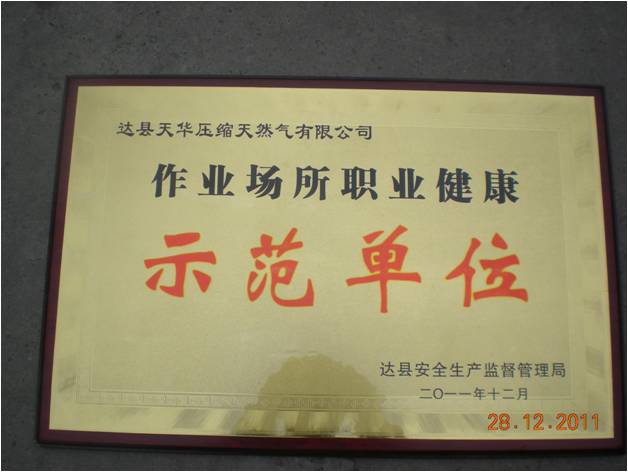 达县天华压缩天然气有限公司
作业场所职业健康
示范单位
达县安全生产监督管理局
二〇一一年十二月
28.12.2011